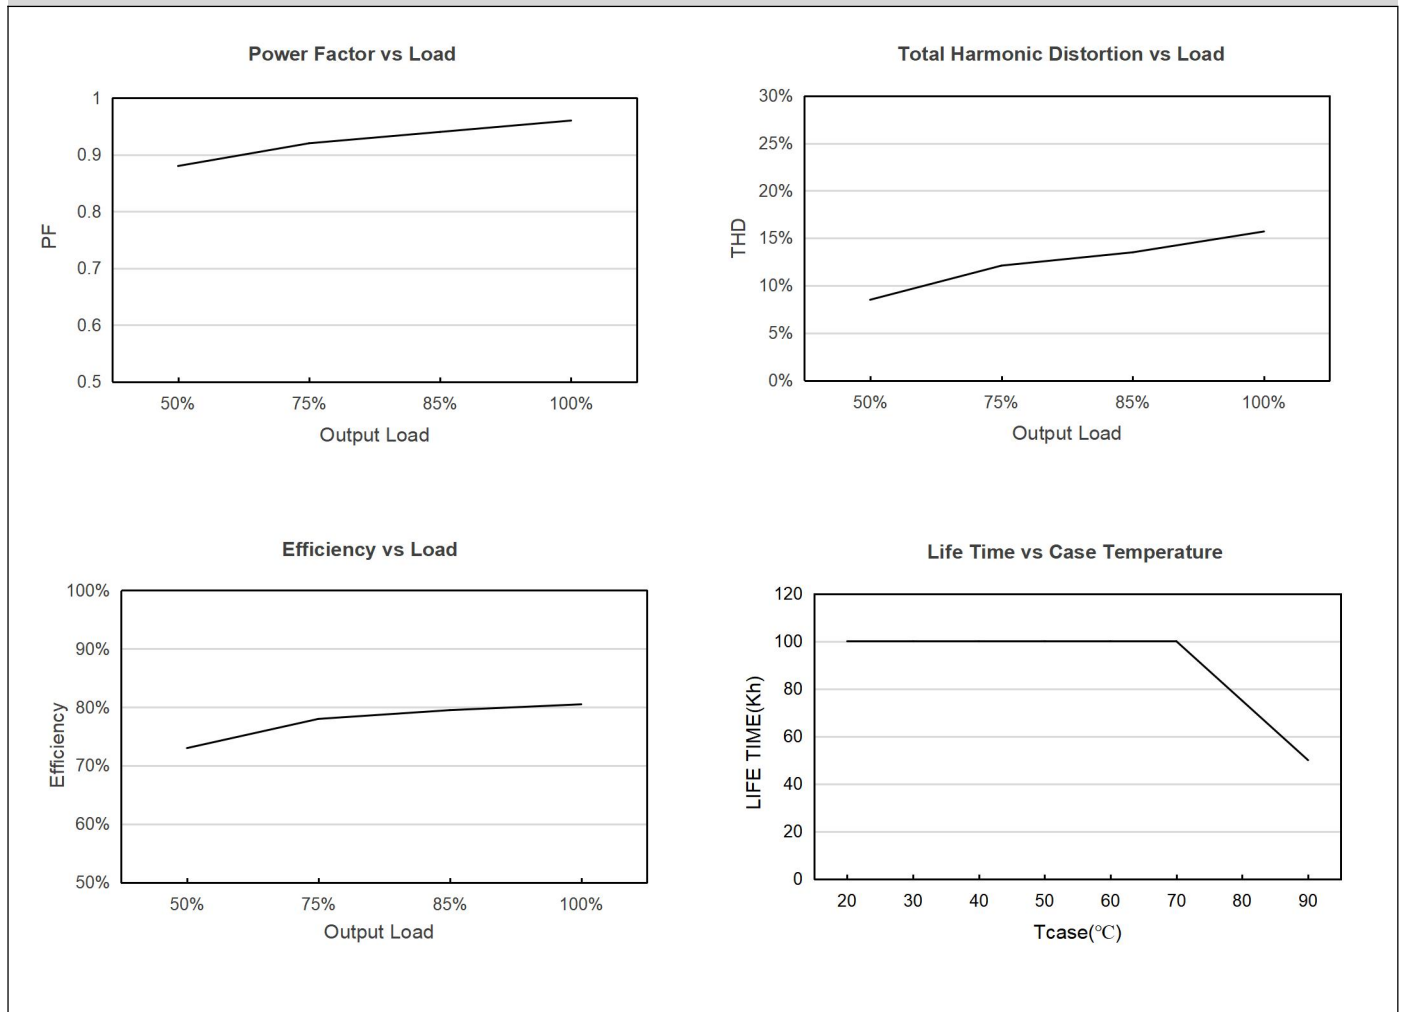 Power Factor vs Load
1
0.9
0.8
0.7
0.6
0.5
PF
50% 75% 85% 100%
Output Load
Total Harmonic Distortion vs Load
30%
25%
20%
15%
10%
5%
0%
THD
50% 75% 85% 100%
Output Load
Efficiency vs Load
100%
90%
80%
70%
60%
50%
Efficiency
50% 75% 85% 100%
Output Load
Life Time vs Case Temperature
120
100
80
60
40
20
0
LIFE TIME(Kh)
20 30 40 50 60 70 80 90
Tcase(℃)